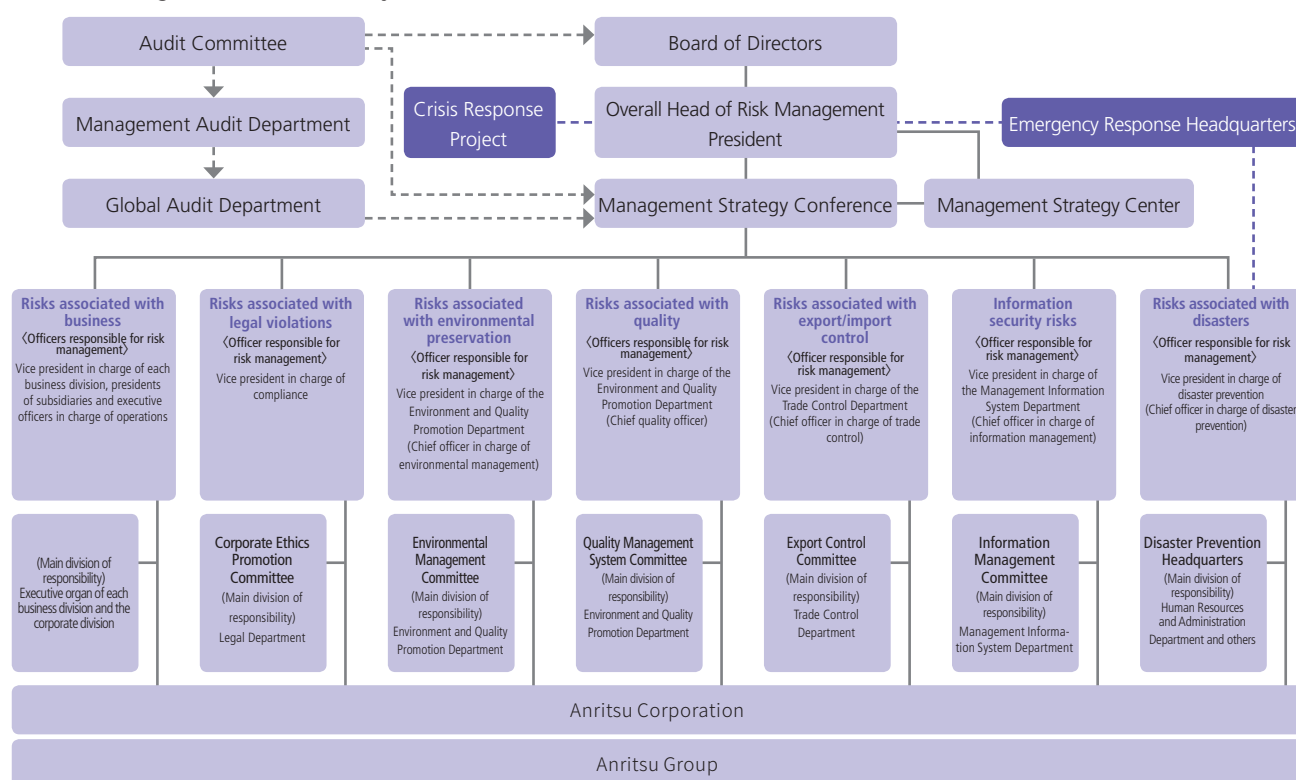 Audit Committee
Board of Directors
Crisis Response
Project
Overall Head of Risk Management
President
Emergency Response Headquarters
Management Audit Department
Global Audit Department
Management Strategy Conference
Management Strategy Center
Risks associated with
business
〈Officers responsible for risk
management〉
Vice president in charge of each
business division, presidents
of subsidiaries and executive
officers in charge of operations
Risks associated with
legal violations
〈Officer responsible for
risk management〉
Vice president in charge of
compliance
Risks associated
with environmental
preservation
〈Officer responsible for
risk management〉
Vice president in charge of the
Environment and Quality
Promotion Department
(Chief officer in charge of
environmental management)
Risks associated with
quality
〈Officers responsible for risk
management〉
Vice president in charge of the
Environment and Quality
Promotion Department
(Chief quality officer)
Risks associated with
export/import
control
〈Officer responsible for
risk management〉
Vice president in charge of the
Trade Control Department
(Chief officer in charge of trade
control)
Information
security risks
〈Officer responsible for
risk management〉
Vice president in charge of
the Management Information
System Department
(Chief officer in charge of
information management)
Risks associated with
disasters
〈Officer responsible for risk
management〉
Vice president in charge of
disaster prevention
(Chief officer in charge of disaster
prevention)
(Main division of
responsibility)
Executive organ of each
business division and the
corporate division
Corporate Ethics
Promotion
Committee
(Main division of
responsibility)
Legal Department
Environmental
Management
Committee
(Main division of
responsibility)
Environment and Quality
Promotion Department
Quality Management
System Committee
(Main division of
responsibility)
Environment and Quality
Promotion Department
Export Control
Committee
(Main division of
responsibility)
Trade Control
Department
Information
Management
Committee
(Main division of
responsibility)
Management Informa-
tion System Department
Disaster Prevention
Headquarters
(Main division of
responsibility)
Human Resources
and Administration
Department and others
Anritsu Corporation
Anritsu Group